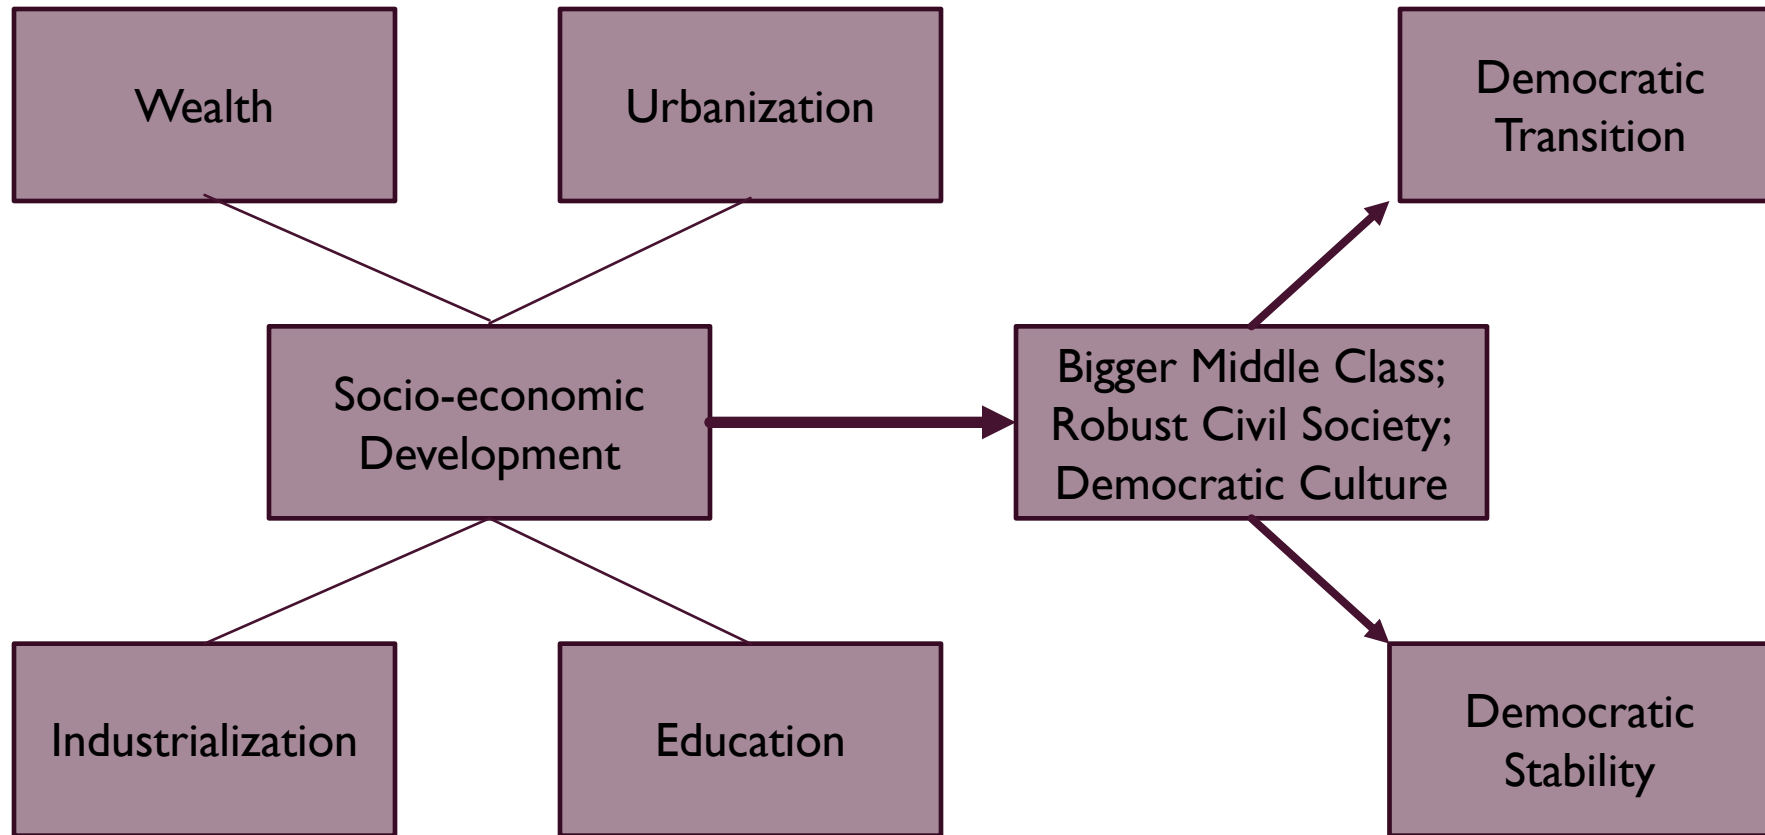 Wealth
Urbanization
Democratic
Transition
Socio-economic
Development
Bigger Middle Class;
Robust Civil Society;
Democratic Culture
Industrialization
Education
Democratic
Stability